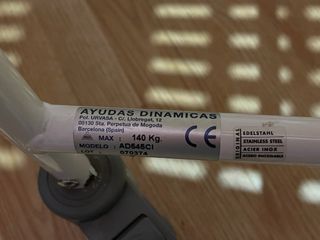 AYUDAS DINAMICAS
Pol. URVASA - C/. Llobregat, 12
08130 Sta. Perpetua de Mogoda
Barcelona (Spain)
MAX : 140 Kg.
MODELO : AD545CI
LOT : 070374
CE
ORIGINAL
EDELSTAHL
STAINLESS STEEL
ACIER INOX
ACERO INOXIDABLE